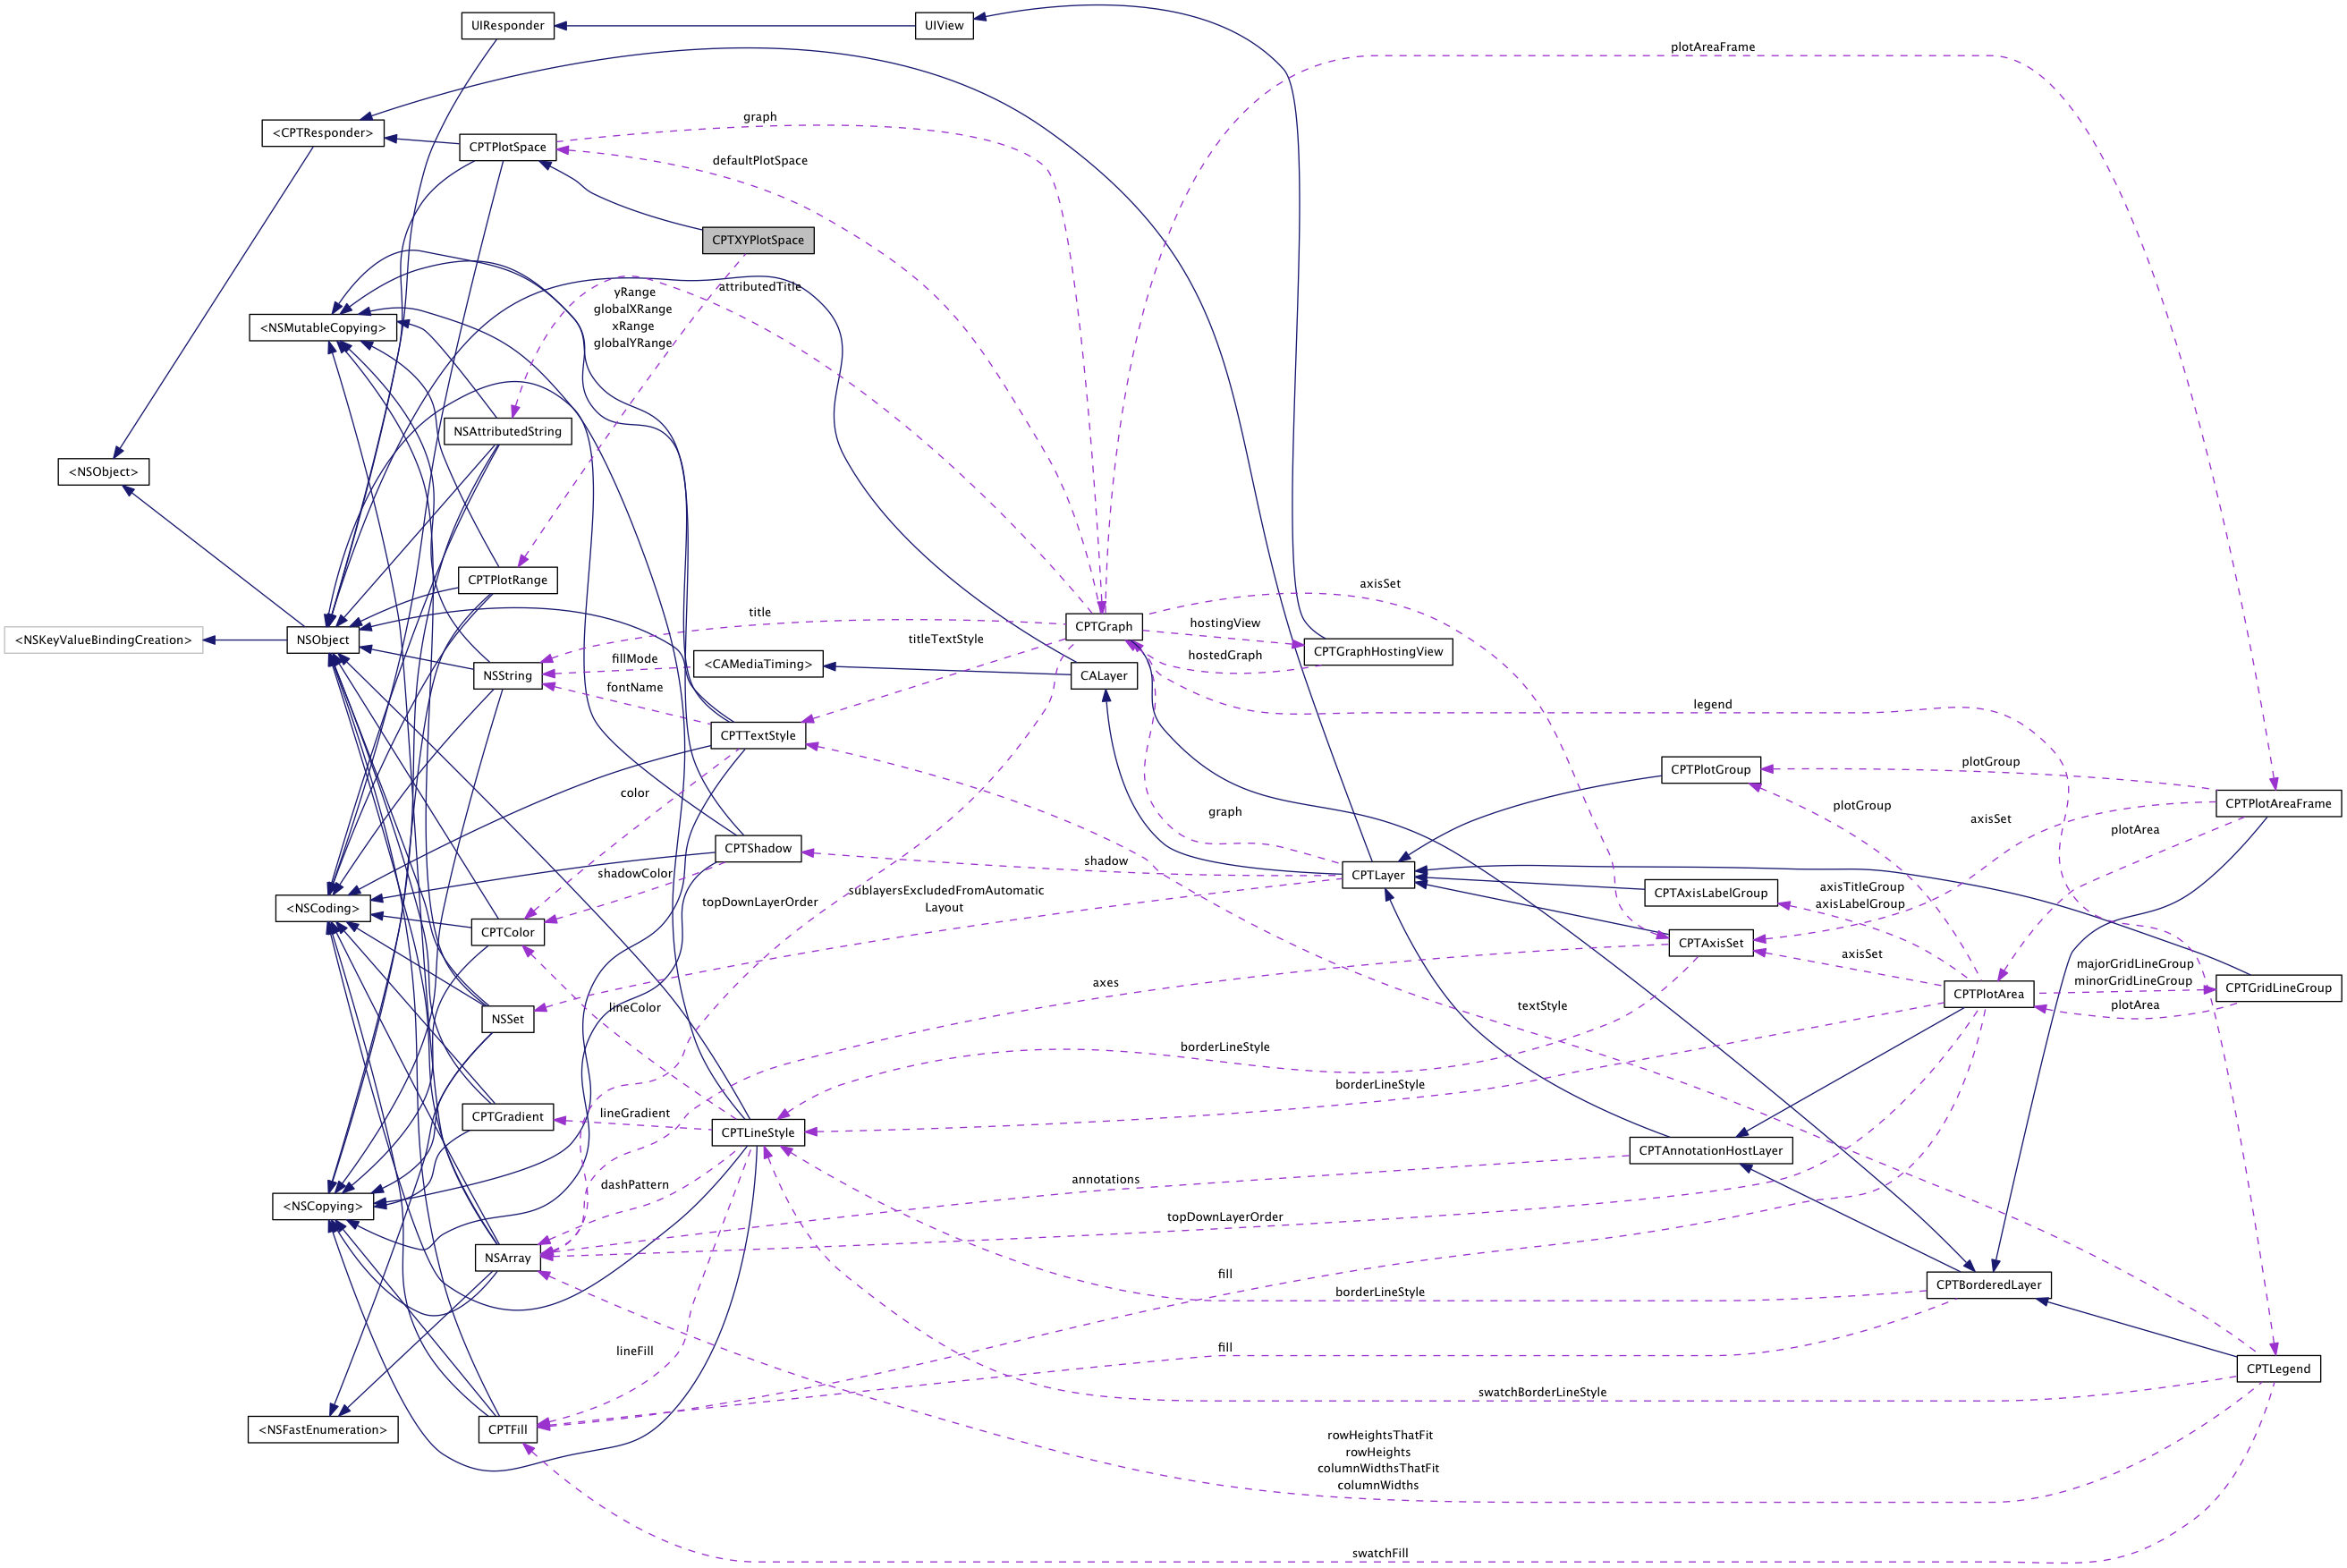 UIResponder
UIView
plotAreaFrame
<CPTResponder>
graph
CPTPlotSpace
defaultPlotSpace
CPTXYPlotSpace
attributedTitle
yRange
globalXRange
xRange
globalYRange
<NSMutableCopying>
NSAttributedString
<NSObject>
CPTPlotRange
axisSet
title
CPTGraph
hostingView
<NSKeyValueBindingCreation>
NSObject
titleTextStyle
CPTGraphHostingView
hostedGraph
fillMode
<CAMediaTiming>
NSString
CALayer
fontName
legend
CPTTextStyle
plotGroup
CPTPlotGroup
color
graph
plotGroup
CPTPlotAreaFrame
axisSet
plotArea
CPTShadow
shadow
shadowColor
CPTLayer
sublayersExcludedFromAutomatic
Layout
topDownLayerOrder
CPTAxisLabelGroup
axisTitleGroup
axisLabelGroup
<NSCoding>
CPTColor
CPTAxisSet
axisSet
majorGridLineGroup
minorGridLineGroup
CPTGridLineGroup
axes
CPTPlotArea
plotArea
NSSet
lineColor
textStyle
borderLineStyle
borderLineStyle
CPTGradient
lineGradient
CPTLineStyle
CPTAnnotationHostLayer
annotations
dashPattern
<NSCopying>
topDownLayerOrder
NSArray
fill
borderLineStyle
CPTBorderedLayer
fill
lineFill
CPTLegend
swatchBorderLineStyle
<NSFastEnumeration>
CPTFill
rowHeightsThatFit
rowHeights
columnWidthsThatFit
columnWidths
swatchFill